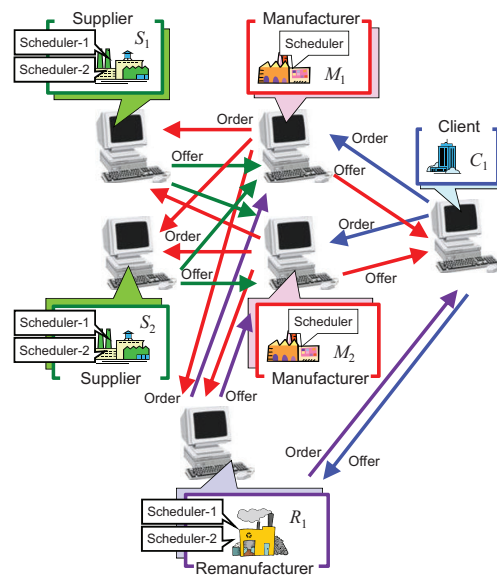 Supplier
Manufacturer
Scheduler-1
Scheduler-2
S1
Scheduler
M1
Client
C1
Order
Order
Offer
Offer
Order
Order
Offer
Offer
Scheduler-1
Scheduler-2
S2
Supplier
Scheduler
M2
Manufacturer
Order
Offer
Order
Offer
Scheduler-1
Scheduler-2
R1
Remanufacturer